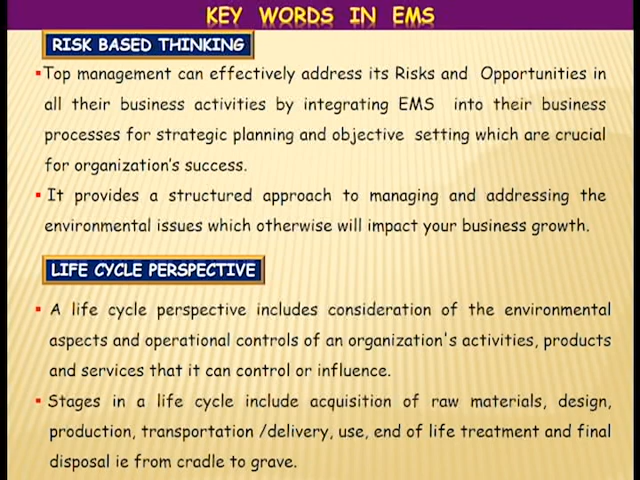 KEY WORDS IN EMS
RISK BASED THINKING
▪Top management can effectively address its Risks and Opportunities in
all their business activities by integrating EMS into their business
processes for strategic planning and objective setting which are crucial
for organization's success.
▪ It provides a structured approach to managing and addressing the
environmental issues which otherwise will impact your business growth.
LIFE CYCLE PERSPECTIVE
▪ A life cycle perspective includes consideration of the environmental
aspects and operational controls of an organization's activities, products
and services that it can control or influence.
▪ Stages in a life cycle include acquisition of raw materials, design,
production, transportation /delivery, use, end of life treatment and final
disposal ie from cradle to grave.